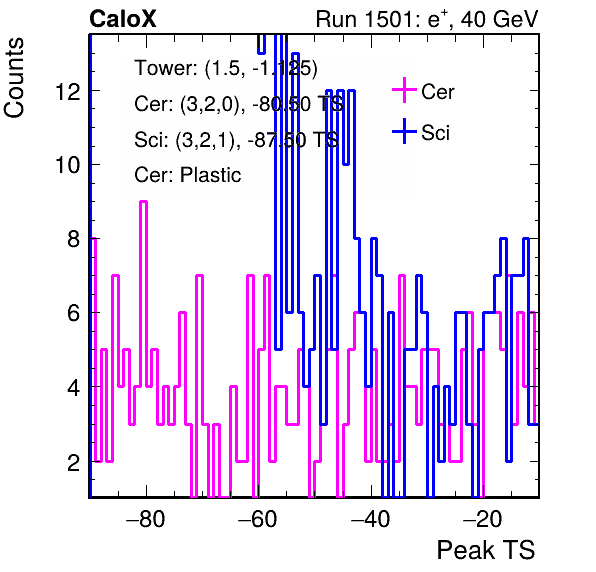 CaloX Run 1501: e⁺, 40 GeV
Counts
Tower: (1.5, -1.125)
Cer: (3,2,0), -80.50 TS
Sci: (3,2,1), -87.50 TS
Cer: Plastic
Cer
Sci
12
10
8
6
4
2
−80 −60 −40 −20
Peak TS